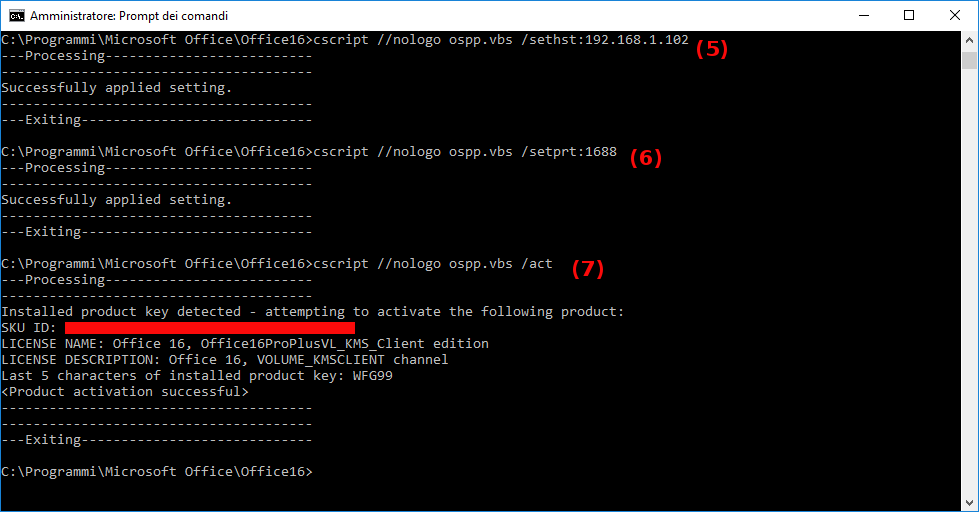 Amministratore: Prompt dei comandi
C:\Programmi\Microsoft Office\Office16>cscript //nologo ospp.vbs /sethst:192.168.1.102 (5)
---Processing--------------------------
---------------------------------------
Successfully applied setting.
---------------------------------------
---Exiting-----------------------------
C:\Programmi\Microsoft Office\Office16>cscript //nologo ospp.vbs /setprt:1688 (6)
---Processing--------------------------
---------------------------------------
Successfully applied setting.
---------------------------------------
---Exiting-----------------------------
C:\Programmi\Microsoft Office\Office16>cscript //nologo ospp.vbs /act (7)
---Processing--------------------------
---------------------------------------
Installed product key detected - attempting to activate the following product:
SKU ID:
LICENSE NAME: Office 16, Office16ProPlusVL_KMS_Client edition
LICENSE DESCRIPTION: Office 16, VOLUME_KMSCLIENT channel
Last 5 characters of installed product key: WFG99
<Product activation successful>
---------------------------------------
---------------------------------------
---Exiting-----------------------------
C:\Programmi\Microsoft Office\Office16>